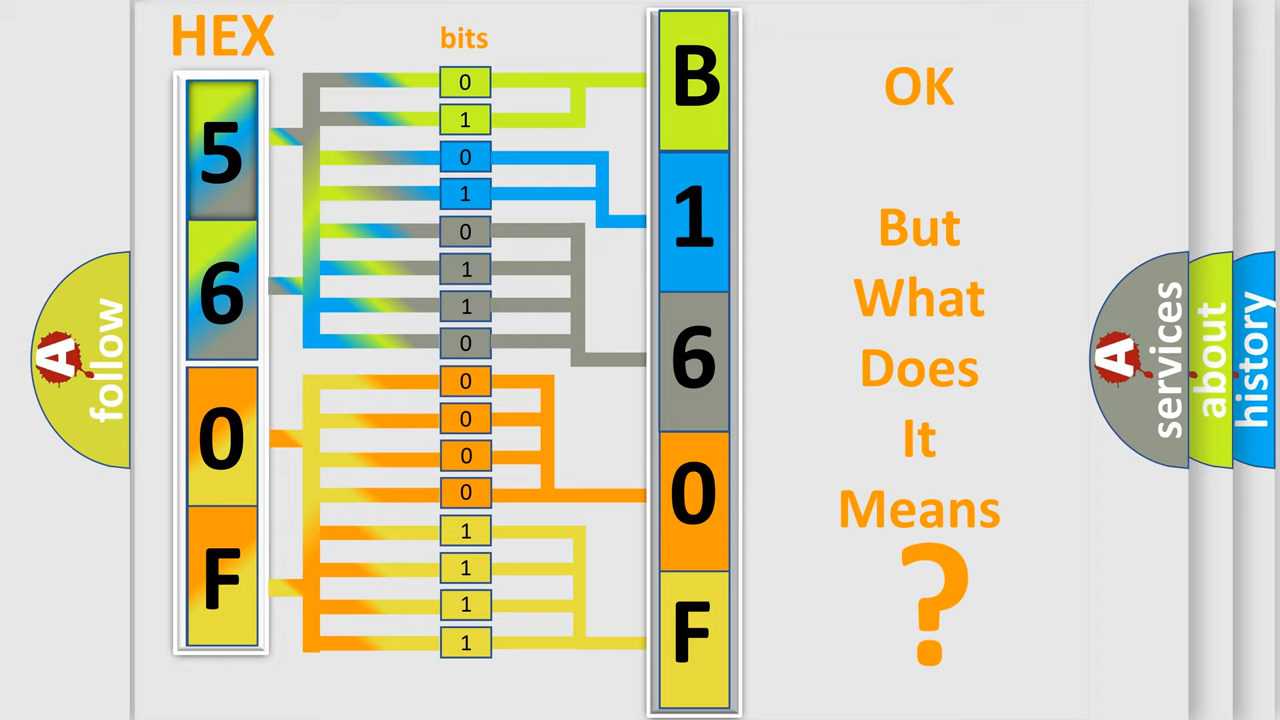 HEX
bits
5
6
0
F
0
1
0
1
0
1
1
0
0
0
0
0
1
1
1
1
B
1
6
0
F
OK
But
What
Does
It
Means
?
A
follow
A
services
about
history